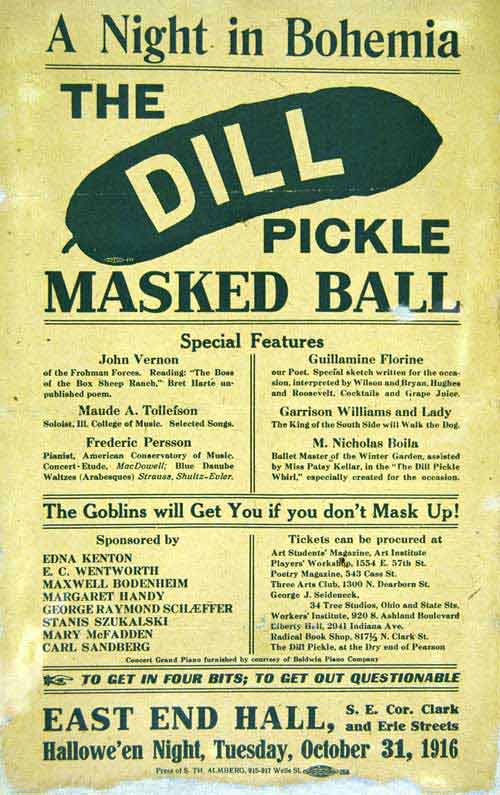 A Night in Bohemia
THE
DILL
PICKLE
MASKED BALL
Special Features
John Vernon
of the Frohman Forces. Reading: "The Boss
of the Box Sheep Ranch," Bret Harte un-
published poem.
Maude A. Tollefson
Soloist, Ill. College of Music. Selected Songs.
Frederic Persson
Pianist, American Conservatory of Music.
Concert-Etude, MacDowell; Blue Danube
Waltzes (Arabesques) Strauss, Shultz-Evler.
Guillamine Florine
our Poet. Special sketch written for the occa-
sion, interpreted by Wilson and Bryan, Hughes
and Roosevelt. Cocktails and Grape Juice.
Garrison Williams and Lady
The King of the South Side will Walk the Dog.
M. Nicholas Boila
Ballet Master of the Winter Garden, assisted
by Miss Patsy Kellar, in the "The Dill Pickle
Whirl," especially created for the occasion.
The Goblins will Get You if you don't Mask Up!
Sponsored by
EDNA KENTON
E. C. WENTWORTH
MAXWELL BODENHEIM
MARGARET HANDY
GEORGE RAYMOND SCHÆFFER
STANIS SZUKALSKI
MARY McFADDEN
CARL SANDBERG
Tickets can be procured at
Art Students' Magazine, Art Institute
Players' Workshop, 1554 E. 57th St.
Poetry Magazine, 543 Cass St.
Three Arts Club, 1300 N. Dearborn St.
George J. Seideneck,
34 Tree Studios, Ohio and State Sts,
Workers' Institute, 920 S. Ashland Boulevard
Liberty Hall, 2941 Indiana Ave.
Radical Book Shop, 817½ N. Clark St.
The Dill Pickle, at the Dry end of Pearson
Concert Grand Piano furnished by courtesy of Baldwin Piano Company
TO GET IN FOUR BITS; TO GET OUT QUESTIONABLE
EAST END HALL,
S. E. Cor. Clark
and Erie Streets
Hallowe'en Night, Tuesday, October 31, 1916
Press of S. TH. ALMBERG, 915-917 Wells St.